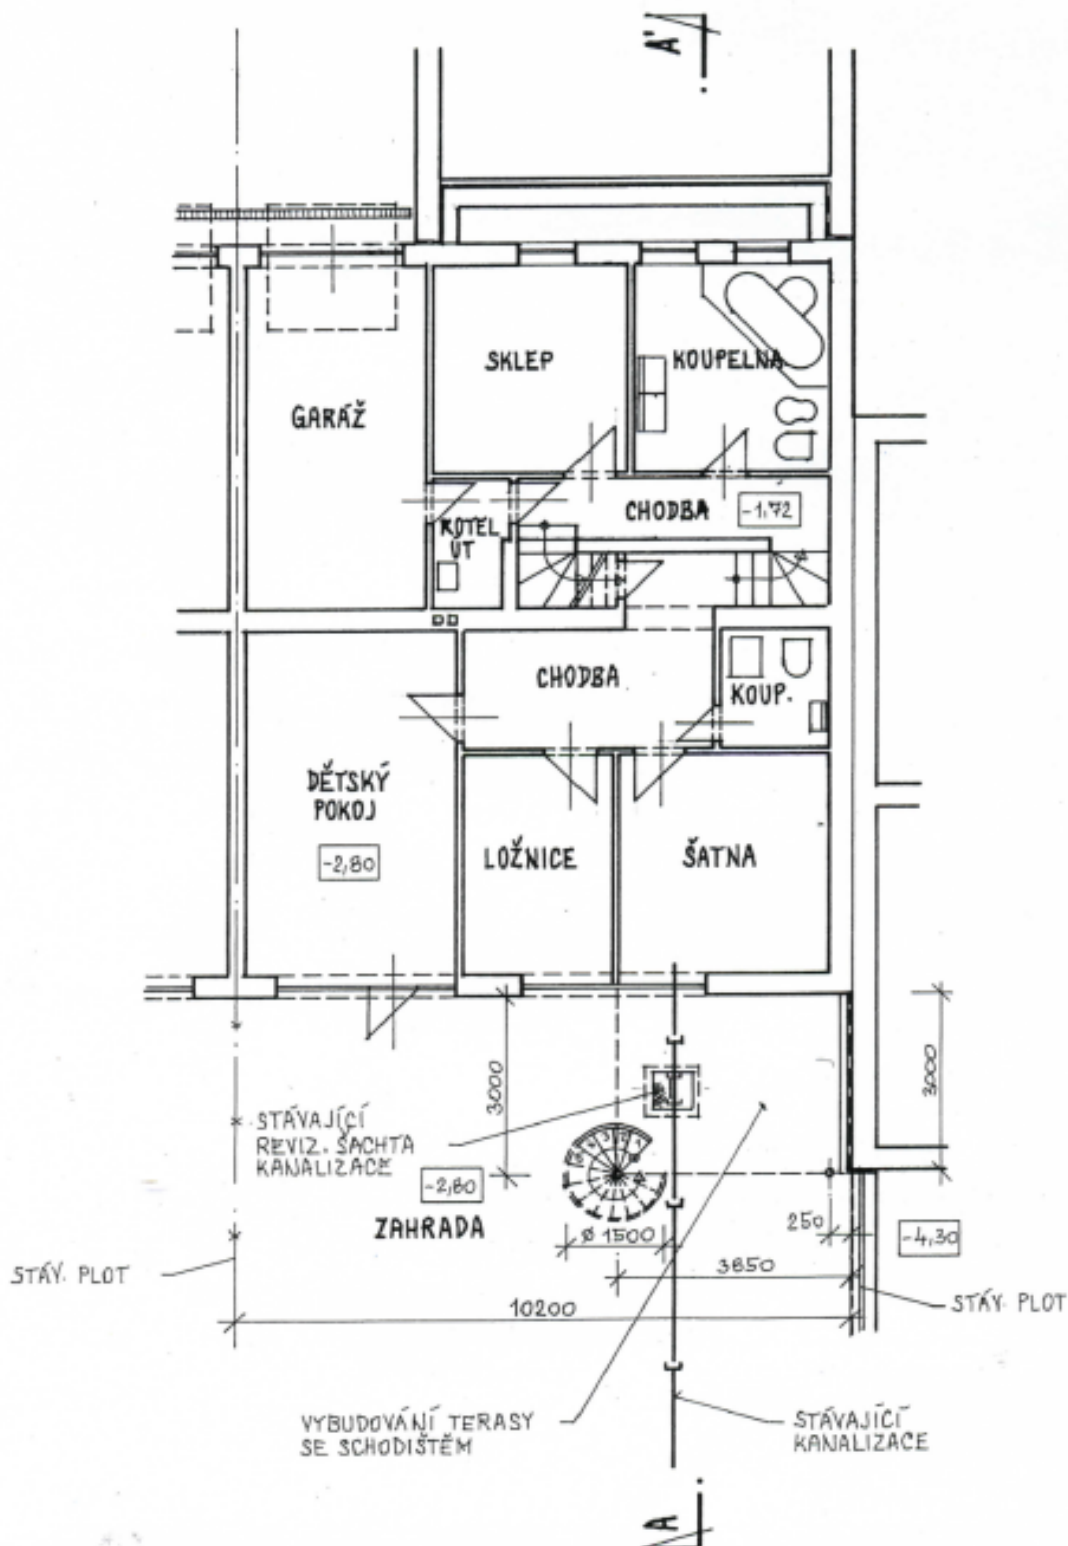 A'
SKLEP
KOUPELNA
GARÁŽ
CHODBA
-1,72
KOTEL
ÚT
CHODBA
KOUP.
DĚTSKÝ
POKOJ
-2,80
LOŽNICE
ŠATNA
3000
3000
STÁVAJÍCÍ
REVIZ. ŠACHTA
KANALIZACE
-2,80
ZAHRADA
ø 1500
250
-4,30
3850
STÁV. PLOT
10200
STÁV. PLOT
VYBUDOVÁNÍ TERASY
SE SCHODIŠTĚM
STÁVAJÍCÍ
KANALIZACE
A